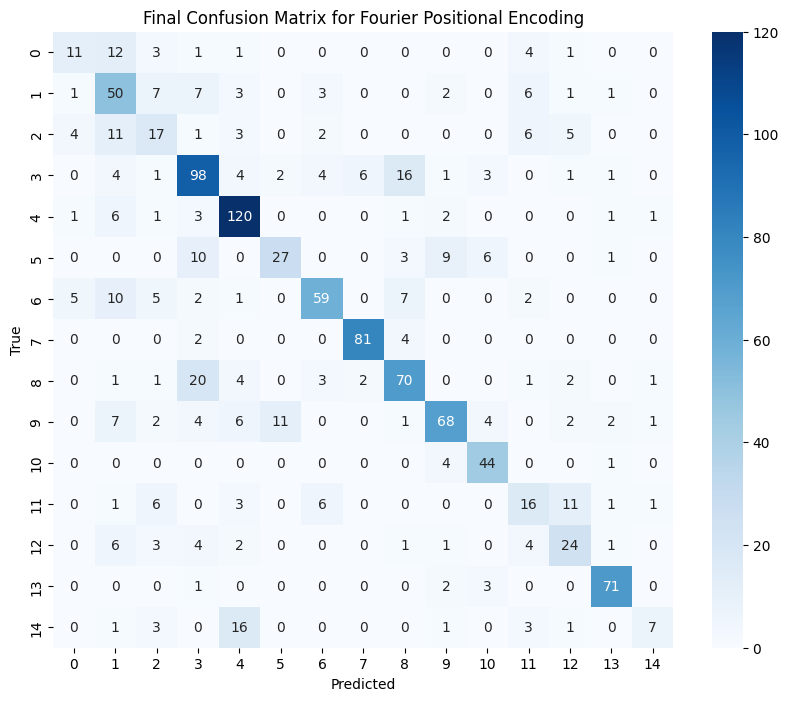 Final Confusion Matrix for Fourier Positional Encoding
0 11 12 3 1 1 0 0 0 0 0 0 4 1 0 0
1 1 50 7 7 3 0 3 0 0 2 0 6 1 1 0
2 4 11 17 1 3 0 2 0 0 0 0 6 5 0 0
3 0 4 1 98 4 2 4 6 16 1 3 0 1 1 0
4 1 6 1 3 120 0 0 0 1 2 0 0 0 1 1
5 0 0 0 10 0 27 0 0 3 9 6 0 0 1 0
6 5 10 5 2 1 0 59 0 7 0 0 2 0 0 0
7 0 0 0 2 0 0 0 81 4 0 0 0 0 0 0
8 0 1 1 20 4 0 3 2 70 0 0 1 2 0 1
9 0 7 2 4 6 11 0 0 1 68 4 0 2 2 1
10 0 0 0 0 0 0 0 0 0 4 44 0 0 1 0
11 0 1 6 0 3 0 6 0 0 0 0 16 11 1 1
12 0 6 3 4 2 0 0 0 1 1 0 4 24 1 0
13 0 0 0 1 0 0 0 0 0 2 3 0 0 71 0
14 0 1 3 0 16 0 0 0 0 1 0 3 1 0 7
0 1 2 3 4 5 6 7 8 9 10 11 12 13 14
Predicted
True
120
100
80
60
40
20
0